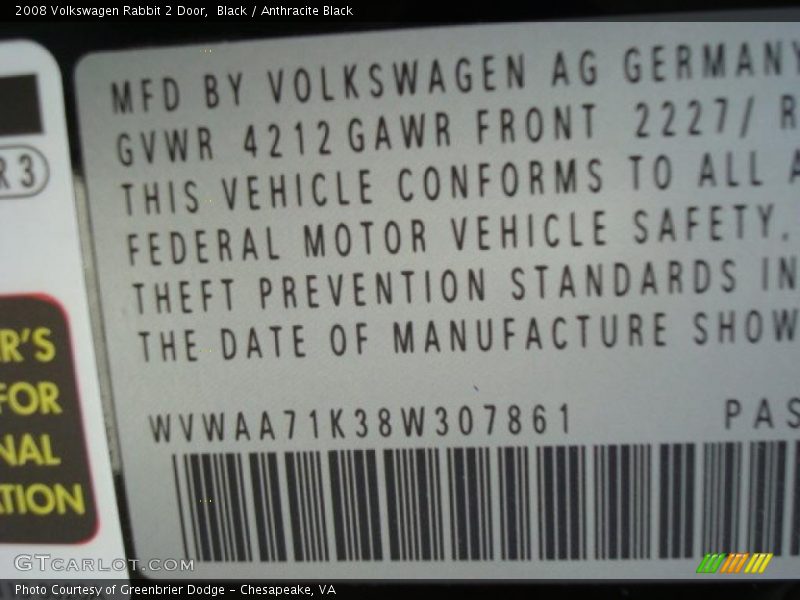 2008 Volkswagen Rabbit 2 Door,  Black / Anthracite Black
MFD BY VOLKSWAGEN AG GERMANY
GVWR 4212 GAWR FRONT 2227/ R
THIS VEHICLE CONFORMS TO ALL A
FEDERAL MOTOR VEHICLE SAFETY.
THEFT PREVENTION STANDARDS IN
THE DATE OF MANUFACTURE SHOW
WVWAA71K38W307861 PAS
R3
R'S
FOR
NAL
TION
GTCARLOT.COM
Photo Courtesy of Greenbrier Dodge – Chesapeake, VA